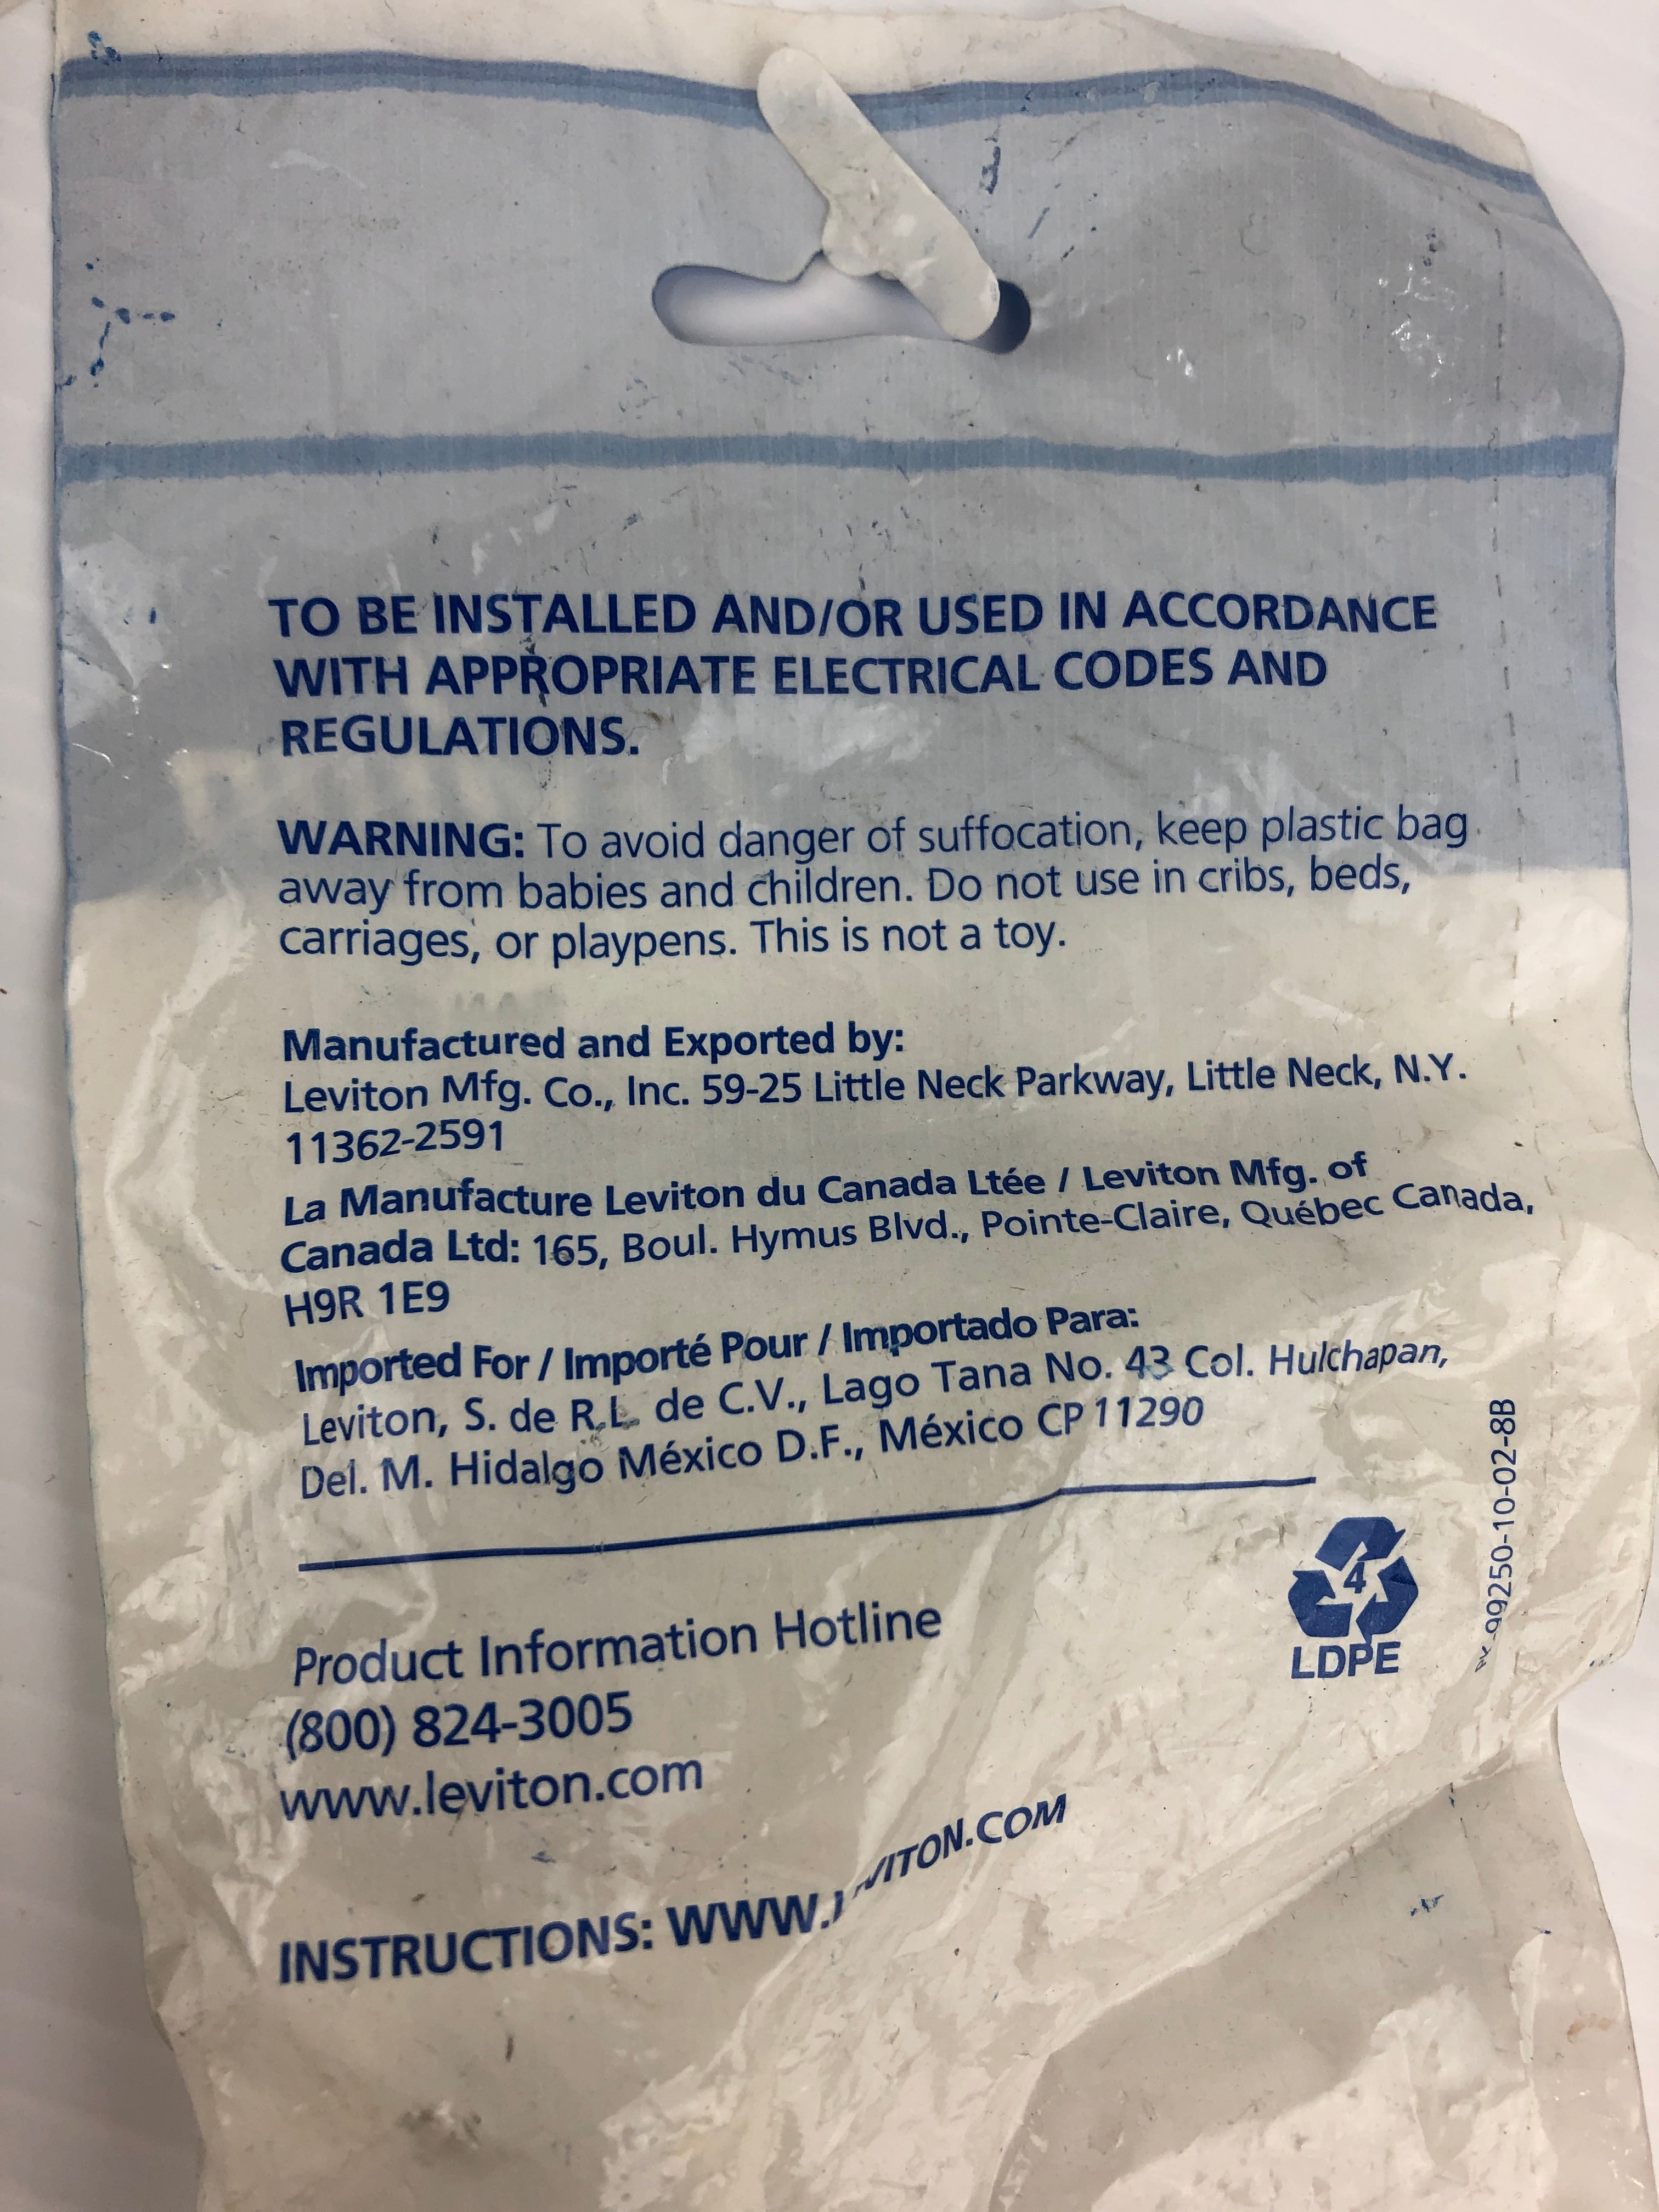 TO BE INSTALLED AND/OR USED IN ACCORDANCE
WITH APPROPRIATE ELECTRICAL CODES AND
REGULATIONS.
WARNING: To avoid danger of suffocation, keep plastic bag
away from babies and children. Do not use in cribs, beds,
carriages, or playpens. This is not a toy.
Manufactured and Exported by:
Leviton Mfg. Co., Inc. 59-25 Little Neck Parkway, Little Neck, N.Y.
11362-2591
La Manufacture Leviton du Canada Ltée / Leviton Mfg. of
Canada Ltd: 165, Boul. Hymus Blvd., Pointe-Claire, Québec Canada,
H9R 1E9
Imported For / Importé Pour / Importado Para:
Leviton, S. de R.L. de C.V., Lago Tana No. 43 Col. Hulchapan,
Del. M. Hidalgo México D.F., México CP 11290
4
LDPE
99250-10-02-8B
Product Information Hotline
(800) 824-3005
www.leviton.com
INSTRUCTIONS: WWW. VITON.COM